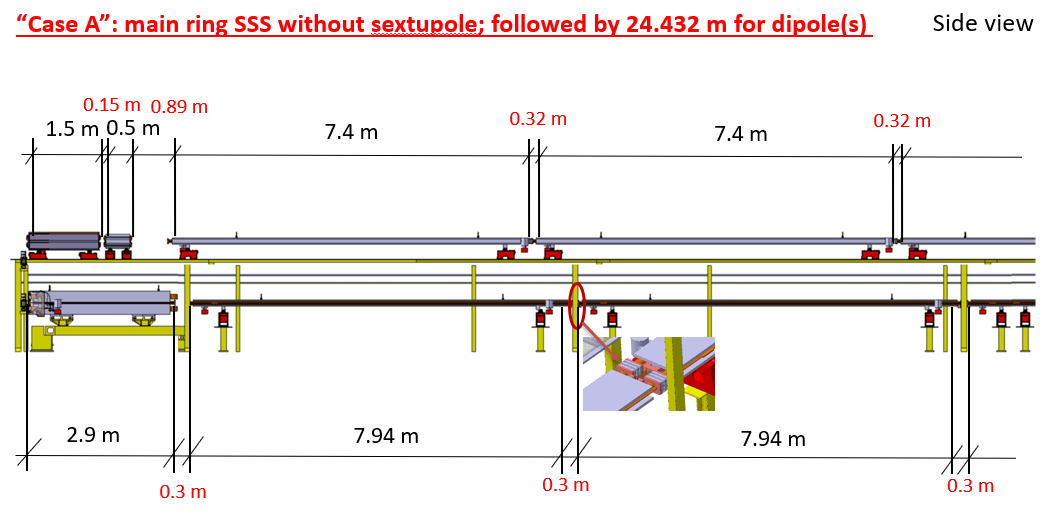 “Case A”: main ring SSS without sextupole; followed by 24.432 m for dipole(s)
Side view
0.15 m 0.89 m
1.5 m 0.5 m
7.4 m
0.32 m
7.4 m
0.32 m
2.9 m
7.94 m
7.94 m
0.3 m
0.3 m
0.3 m